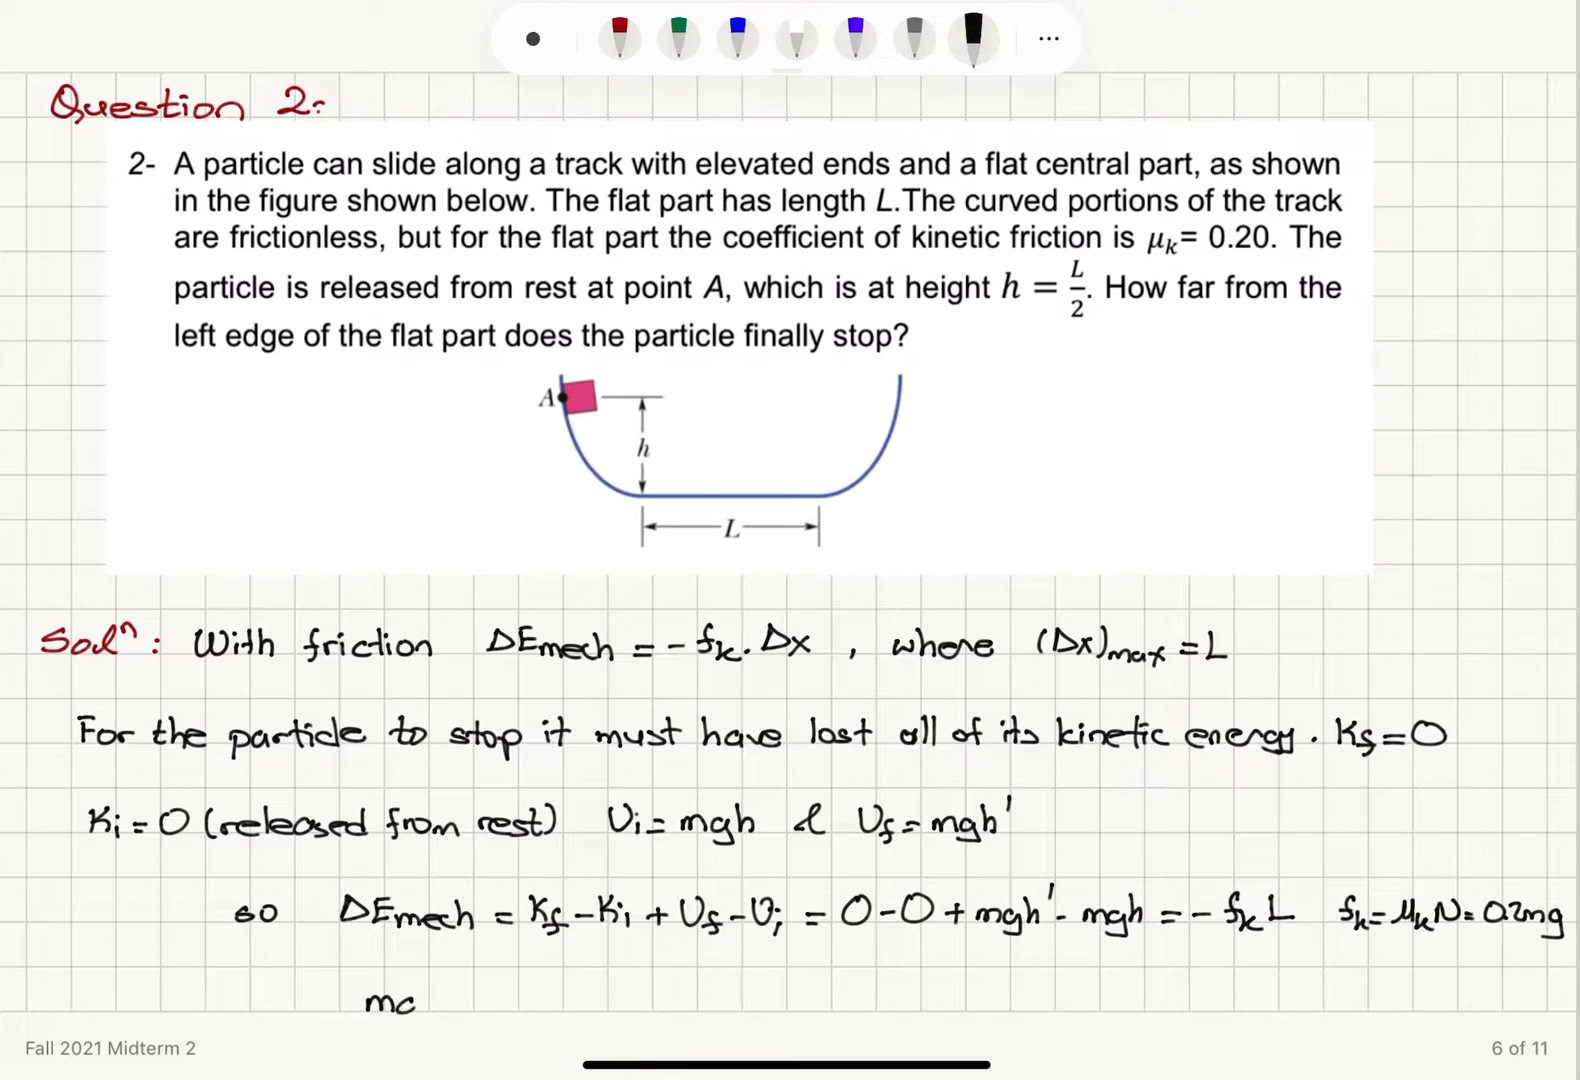 Question 2:
2- A particle can slide along a track with elevated ends and a flat central part, as shown
in the figure shown below. The flat part has length L.The curved portions of the track
are frictionless, but for the flat part the coefficient of kinetic friction is μk= 0.20. The
particle is released from rest at point A, which is at height h = L/2. How far from the
left edge of the flat part does the particle finally stop?
A
h
L
Solⁿ: With friction ΔEmech = - fk. Δx , where (Δx)max = L
For the particle to stop it must have lost all of its kinetic energy. Kf=0
Ki=0 (released from rest) Ui= mgh & Uf= mgh'
so ΔEmech = Kf-Ki + Uf-Ui = 0-0+mgh'- mgh = - fkL fk= μkN= 0.2mg
mc
Fall 2021 Midterm 2
6 of 11